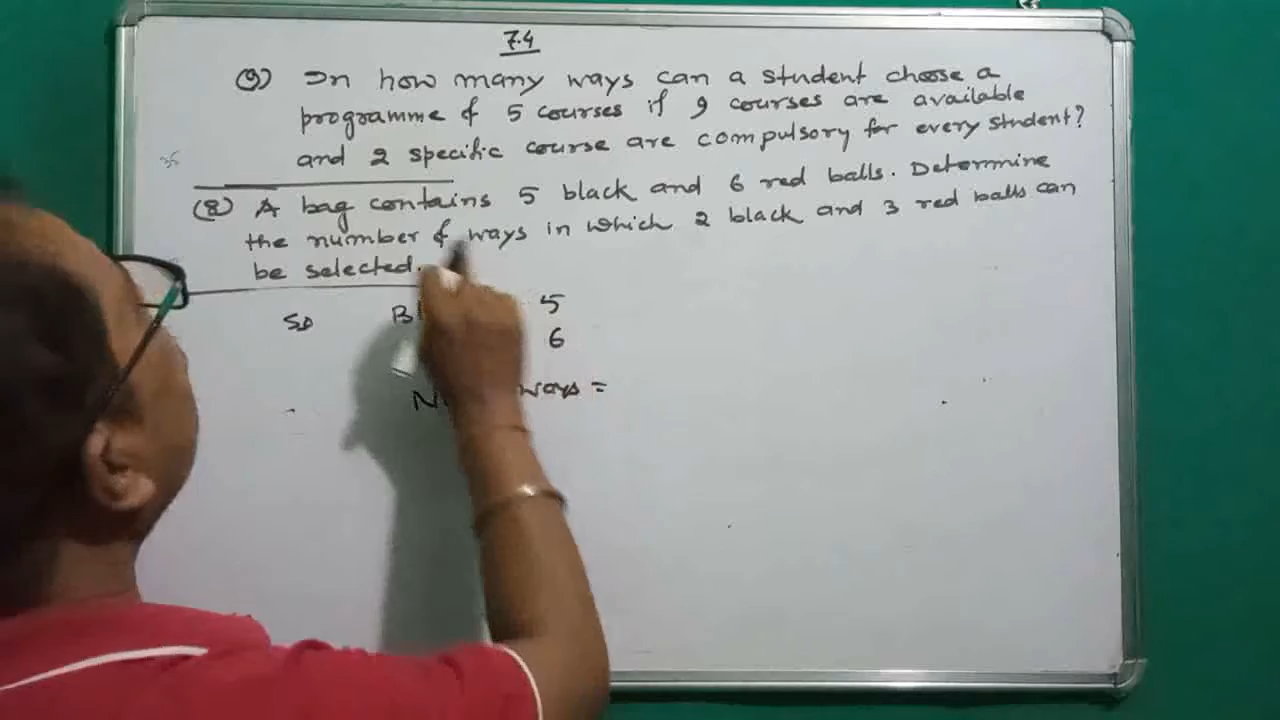 7.4
(9) In how many ways can a student choose a
programme of 5 courses if 9 courses are available
and 2 specific course are compulsory for every student?
(8) A bag contains 5 black and 6 red balls. Determine
the number of ways in which 2 black and 3 red balls can
be selected.
So 5
6
ways =